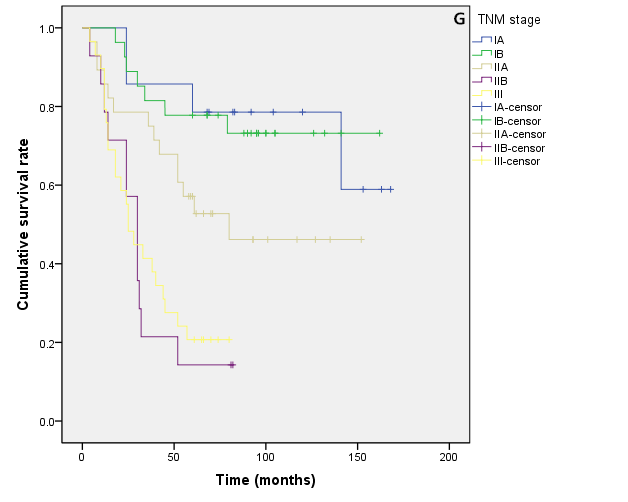 G
TNM stage
IA
IB
IIA
IIB
III
IA-censor
IB-censor
IIA-censor
IIB-censor
III-censor
Cumulative survival rate
1.0
0.8
0.6
0.4
0.2
0.0
0 50 100 150 200
Time (months)